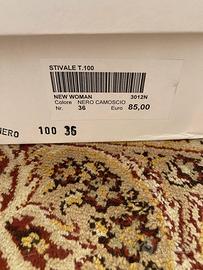 STIVALE T.100
NEW WOMAN 3012N
Colore NERO CAMOSCIO
Nr. 36 Euro 85,00
NERO 100 36